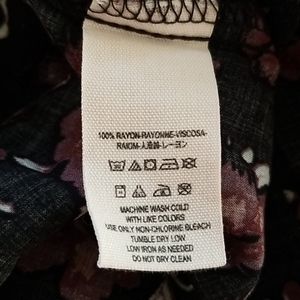 100% RAYON-RAYONNE-VISCOSA-
RAION-人造絲-レーヨン
MACHINE WASH COLD
WITH LIKE COLORS
USE ONLY NON-CHLORINE BLEACH
TUMBLE DRY LOW
LOW IRON AS NEEDED
DO NOT DRY CLEAN